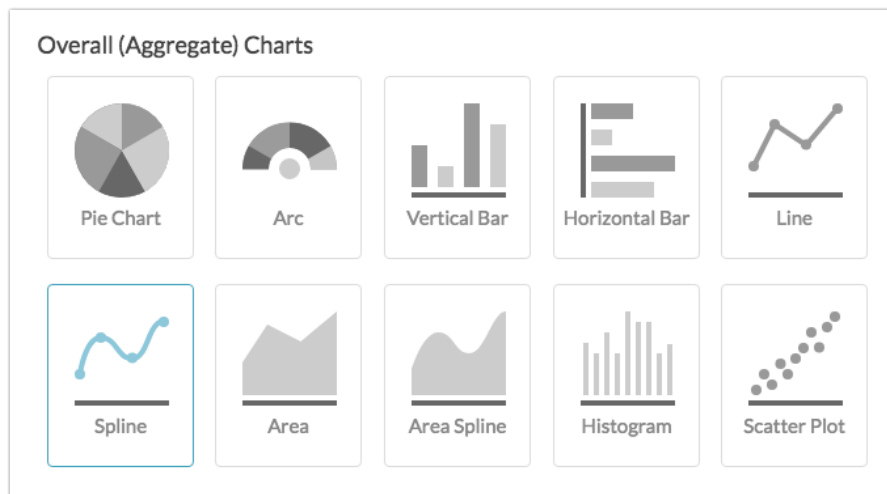 Overall (Aggregate) Charts
Pie Chart
Arc
Vertical Bar
Horizontal Bar
Line
Spline
Area
Area Spline
Histogram
Scatter Plot